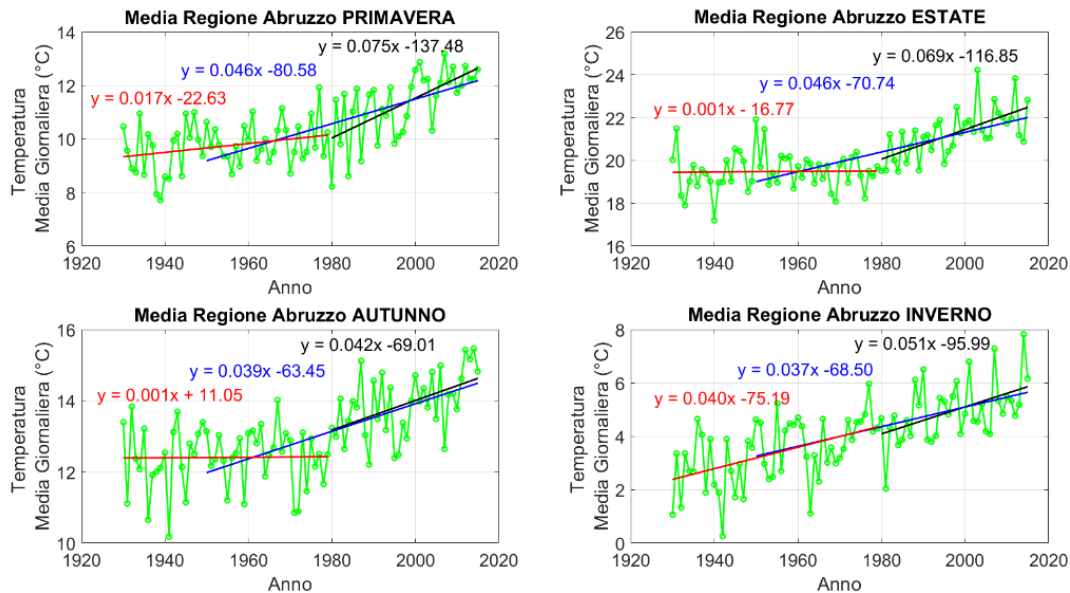 Media Regione Abruzzo PRIMAVERA
y = 0.075x -137.48
y = 0.046x -80.58
y = 0.017x -22.63
Temperatura
Media Giornaliera (°C)
14
12
10
8
6
1920
1940
1960
1980
2000
2020
Anno
Media Regione Abruzzo ESTATE
y = 0.069x -116.85
y = 0.046x -70.74
y = 0.001x - 16.77
Temperatura
Media Giornaliera (°C)
26
24
22
20
18
16
1920
1940
1960
1980
2000
2020
Anno
Media Regione Abruzzo AUTUNNO
y = 0.042x -69.01
y = 0.039x -63.45
y = 0.001x + 11.05
Temperatura
Media Giornaliera (°C)
16
14
12
10
1920
1940
1960
1980
2000
2020
Anno
Media Regione Abruzzo INVERNO
y = 0.051x -95.99
y = 0.037x -68.50
y = 0.040x -75.19
Temperatura
Media Giornaliera (°C)
8
6
4
2
0
1920
1940
1960
1980
2000
2020
Anno